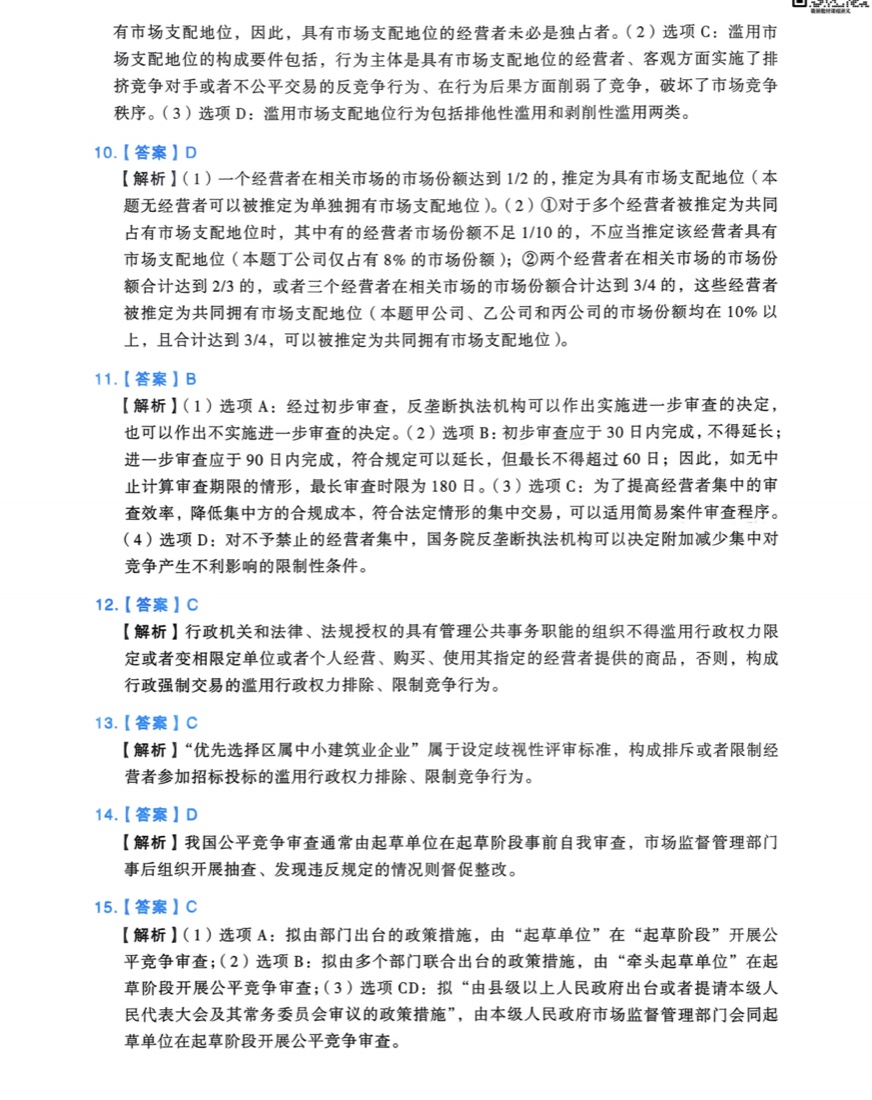 有市场支配地位，因此，具有市场支配地位的经营者未必是独占者。（2）选项 C：滥用市
场支配地位的构成要件包括，行为主体是具有市场支配地位的经营者、客观方面实施了排
挤竞争对手或者不公平交易的反竞争行为、在行为后果方面削弱了竞争，破坏了市场竞争
秩序。（3）选项 D：滥用市场支配地位行为包括排他性滥用和剥削性滥用两类。
10.【答案】D
【解析】（1）一个经营者在相关市场的市场份额达到 1/2 的，推定为具有市场支配地位（本
题无经营者可以被推定为单独拥有市场支配地位）。（2）①对于多个经营者被推定为共同
占有市场支配地位时，其中有的经营者市场份额不足 1/10 的，不应当推定该经营者具有
市场支配地位（本题丁公司仅占有 8% 的市场份额）；②两个经营者在相关市场的市场份
额合计达到 2/3 的，或者三个经营者在相关市场的市场份额合计达到 3/4 的，这些经营者
被推定为共同拥有市场支配地位（本题甲公司、乙公司和丙公司的市场份额均在 10% 以
上，且合计达到 3/4，可以被推定为共同拥有市场支配地位）。
11.【答案】B
【解析】（1）选项 A：经过初步审查，反垄断执法机构可以作出实施进一步审查的决定，
也可以作出不实施进一步审查的决定。（2）选项 B：初步审查应于 30 日内完成，不得延长；
进一步审查应于 90 日内完成，符合规定可以延长，但最长不得超过 60 日；因此，如无中
止计算审查期限的情形，最长审查时限为 180 日。（3）选项 C：为了提高经营者集中的审
查效率，降低集中方的合规成本，符合法定情形的集中交易，可以适用简易案件审查程序。
（4）选项 D：对不予禁止的经营者集中，国务院反垄断执法机构可以决定附加减少集中对
竞争产生不利影响的限制性条件。
12.【答案】C
【解析】行政机关和法律、法规授权的具有管理公共事务职能的组织不得滥用行政权力限
定或者变相限定单位或者个人经营、购买、使用其指定的经营者提供的商品，否则，构成
行政强制交易的滥用行政权力排除、限制竞争行为。
13.【答案】C
【解析】“优先选择区属中小建筑业企业”属于设定歧视性评审标准，构成排斥或者限制经
营者参加招标投标的滥用行政权力排除、限制竞争行为。
14.【答案】D
【解析】我国公平竞争审查通常由起草单位在起草阶段事前自我审查，市场监督管理部门
事后组织开展抽查、发现违反规定的情况则督促整改。
15.【答案】C
【解析】（1）选项 A：拟由部门出台的政策措施，由“起草单位”在“起草阶段”开展公
平竞争审查；（2）选项 B：拟由多个部门联合出台的政策措施，由“牵头起草单位”在起
草阶段开展公平竞争审查；（3）选项 CD：拟“由县级以上人民政府出台或者提请本级人
民代表大会及其常务委员会审议的政策措施”，由本级人民政府市场监督管理部门会同起
草单位在起草阶段开展公平竞争审查。